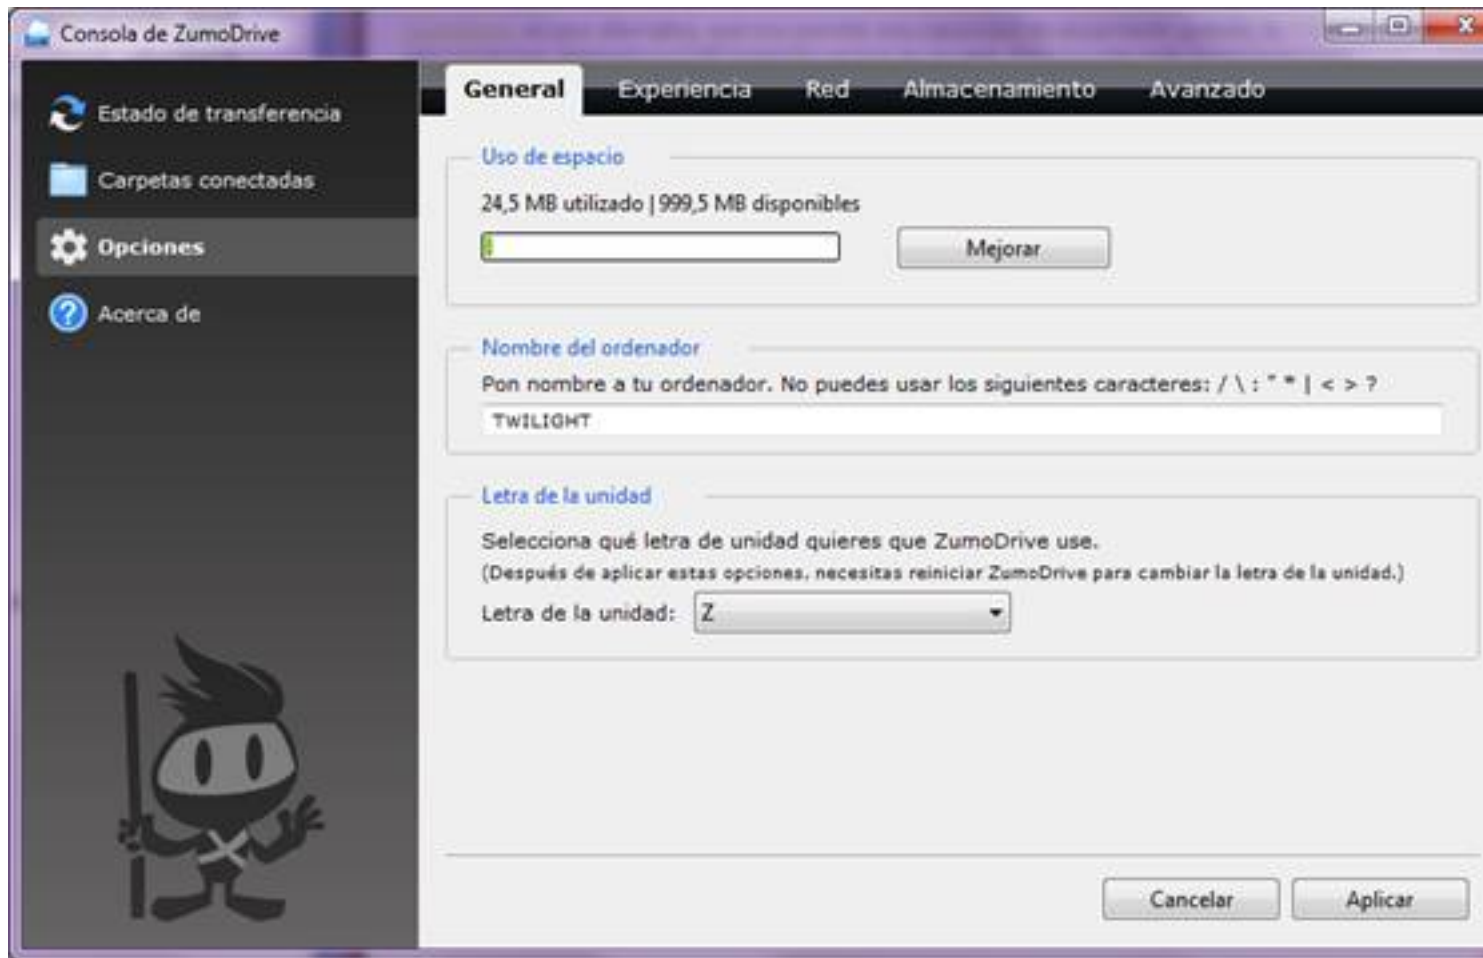 Consola de ZumoDrive
Estado de transferencia
Carpetas conectadas
Opciones
Acerca de
General Experiencia Red Almacenamiento Avanzado
Uso de espacio
24,5 MB utilizado | 999,5 MB disponibles
Mejorar
Nombre del ordenador
Pon nombre a tu ordenador. No puedes usar los siguientes caracteres: / \ : " * | < > ?
TWILIGHT
Letra de la unidad
Selecciona qué letra de unidad quieres que ZumoDrive use.
(Después de aplicar estas opciones, necesitas reiniciar ZumoDrive para cambiar la letra de la unidad.)
Letra de la unidad: Z
Cancelar Aplicar